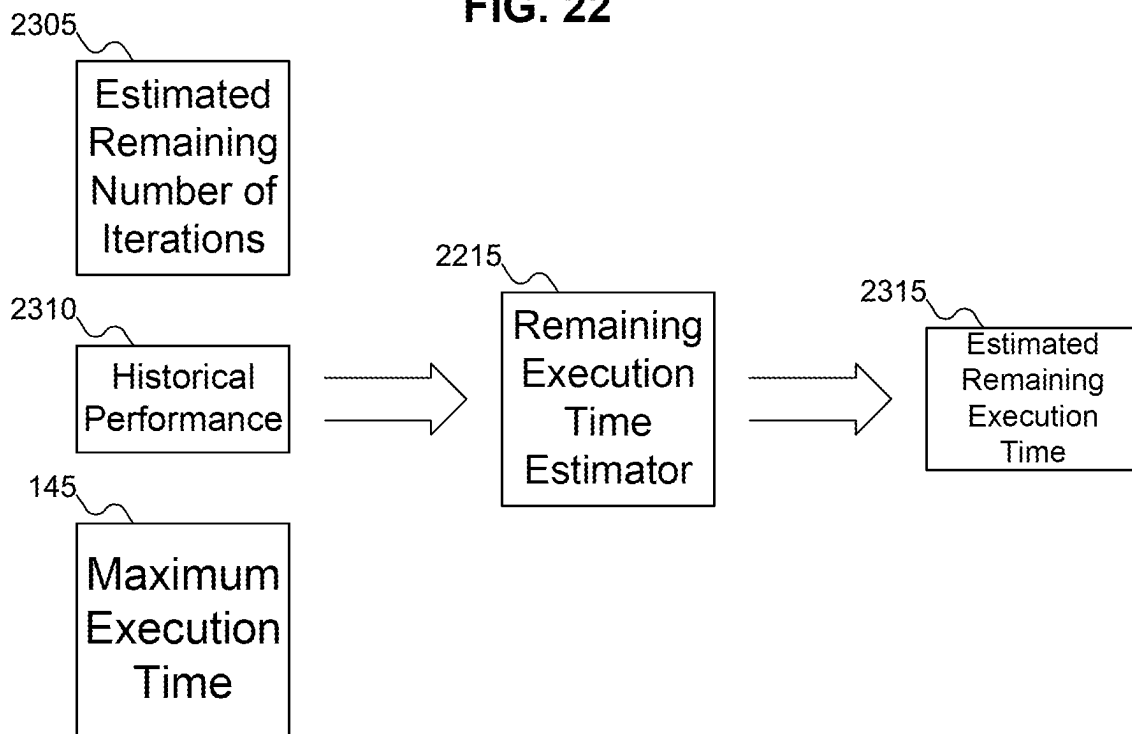 FIG. 22
2305
Estimated
Remaining
Number of
Iterations
2310
Historical
Performance
145
Maximum
Execution
Time
2215
Remaining
Execution
Time
Estimator
2315
Estimated
Remaining
Execution
Time